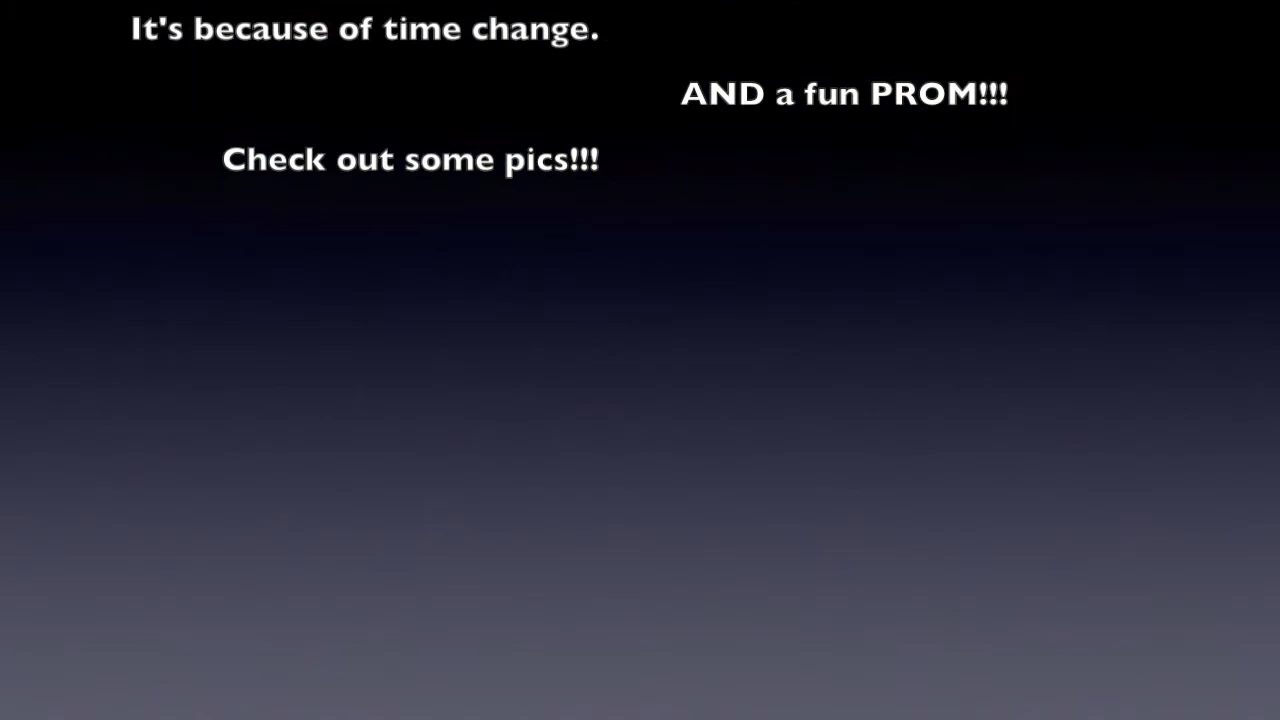 It's because of time change.
AND a fun PROM!!!
Check out some pics!!!